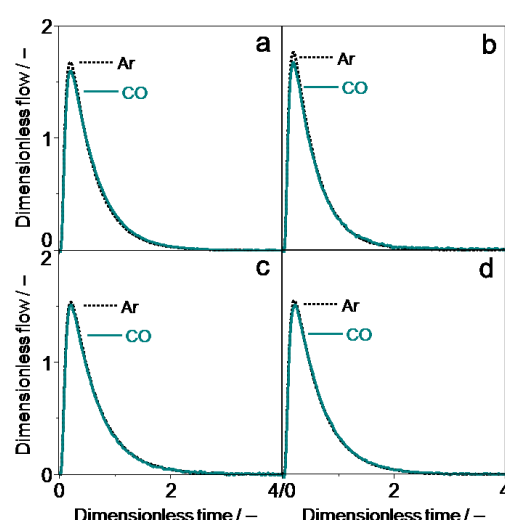 2
a
b
Ar
Ar
CO
CO
Dimensionless flow / –
1
0
2
c
d
Ar
Ar
CO
CO
Dimensionless flow / –
1
0
0 2 4/0 2 4
Dimensionless time / – Dimensionless time / –